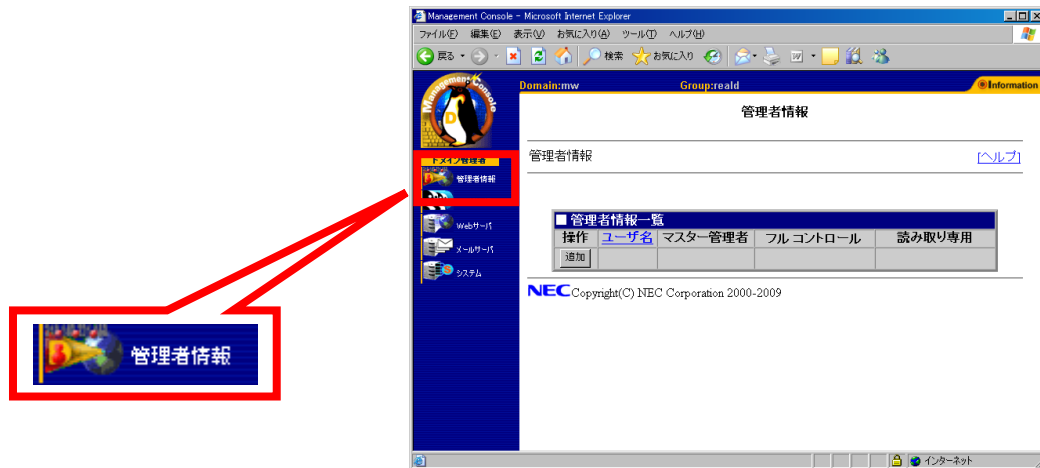 Management Console - Microsoft Internet Explorer
ファイル(F) 編集(E) 表示(V) お気に入り(A) ツール(T) ヘルプ(H)
戻る 検索 お気に入り
Management Console
Domain:mw Group:reald Information
管理者情報
ドメイン管理者
管理者情報 [ヘルプ]
管理者情報
Webサーバ
メールサーバ
システム
■ 管理者情報一覧
操作 ユーザ名 マスター管理者 フル コントロール 読み取り専用
追加
NEC Copyright(C) NEC Corporation 2000-2009
管理者情報
インターネット